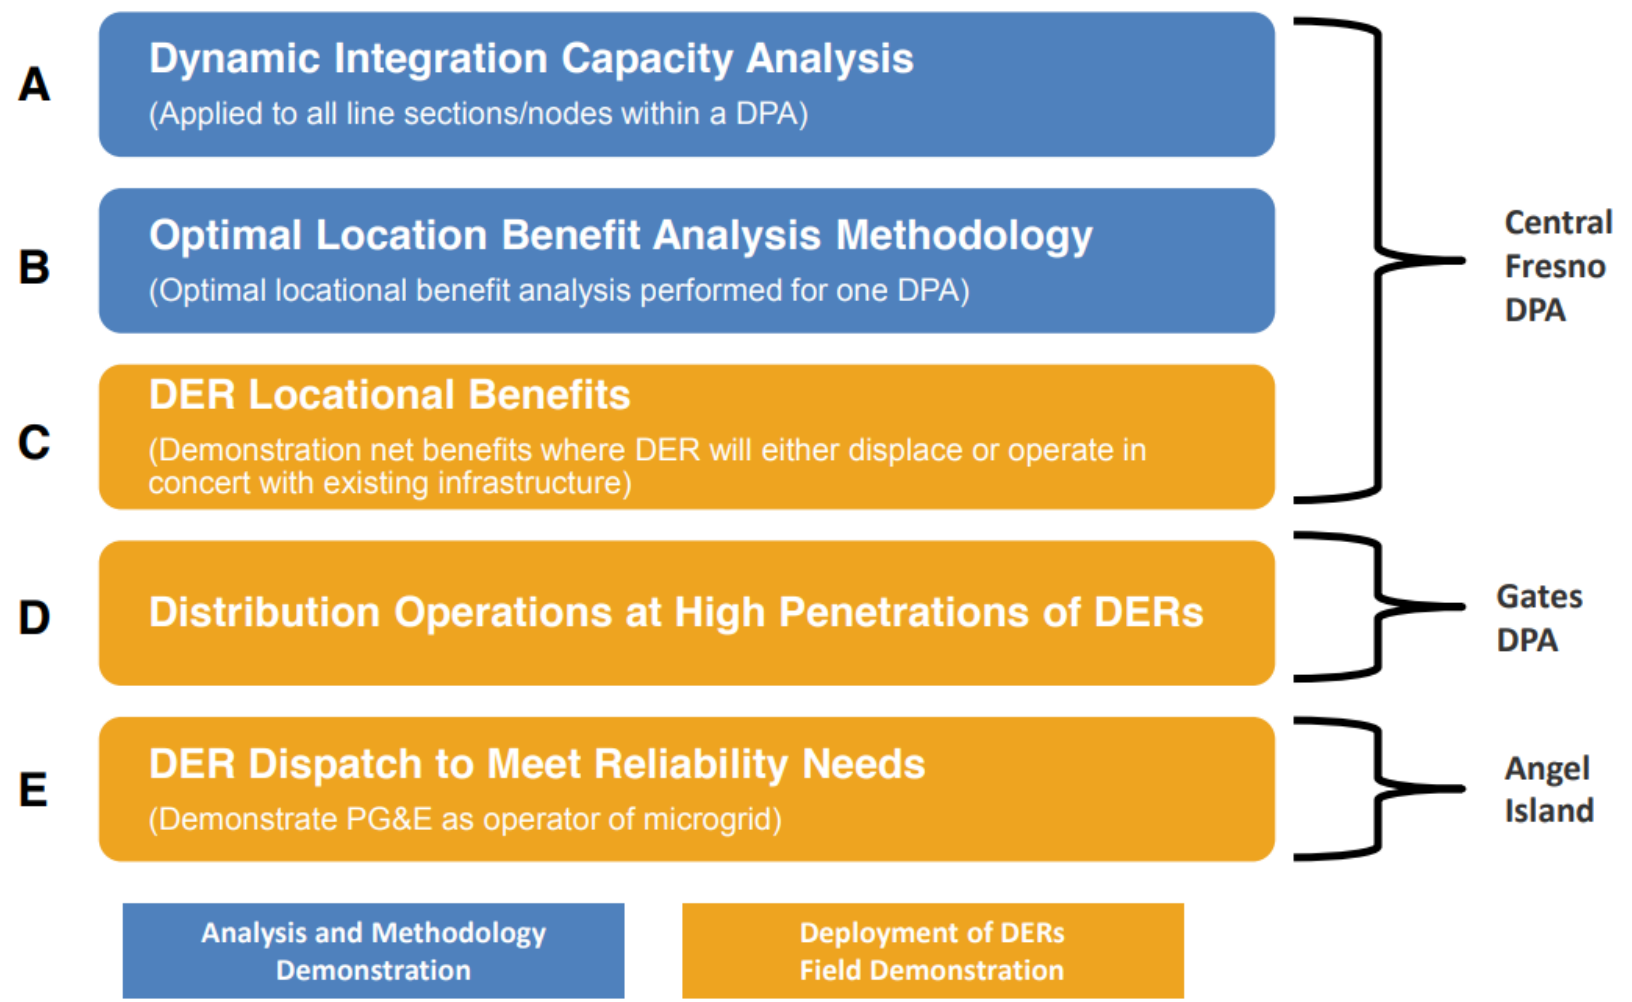 A
Dynamic Integration Capacity Analysis
(Applied to all line sections/nodes within a DPA)
B
Optimal Location Benefit Analysis Methodology
(Optimal locational benefit analysis performed for one DPA)
C
DER Locational Benefits
(Demonstration net benefits where DER will either displace or operate in
concert with existing infrastructure)
Central
Fresno
DPA
D
Distribution Operations at High Penetrations of DERs
Gates
DPA
E
DER Dispatch to Meet Reliability Needs
(Demonstrate PG&E as operator of microgrid)
Angel
Island
Analysis and Methodology
Demonstration
Deployment of DERs
Field Demonstration